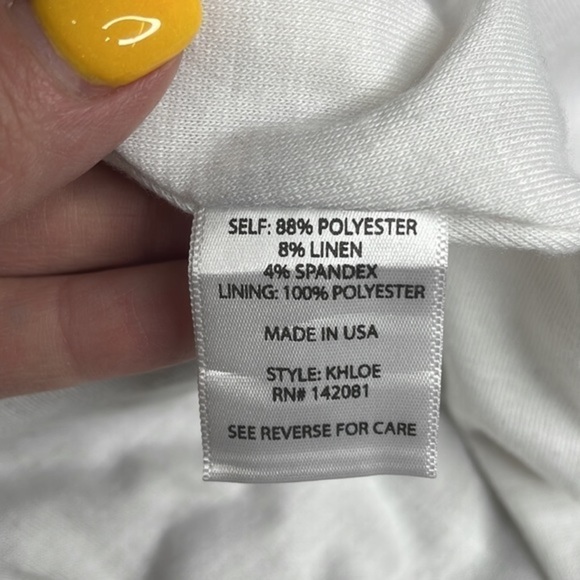 SELF: 88% POLYESTER
8% LINEN
4% SPANDEX
LINING: 100% POLYESTER
MADE IN USA
STYLE: KHLOE
RN# 142081
SEE REVERSE FOR CARE